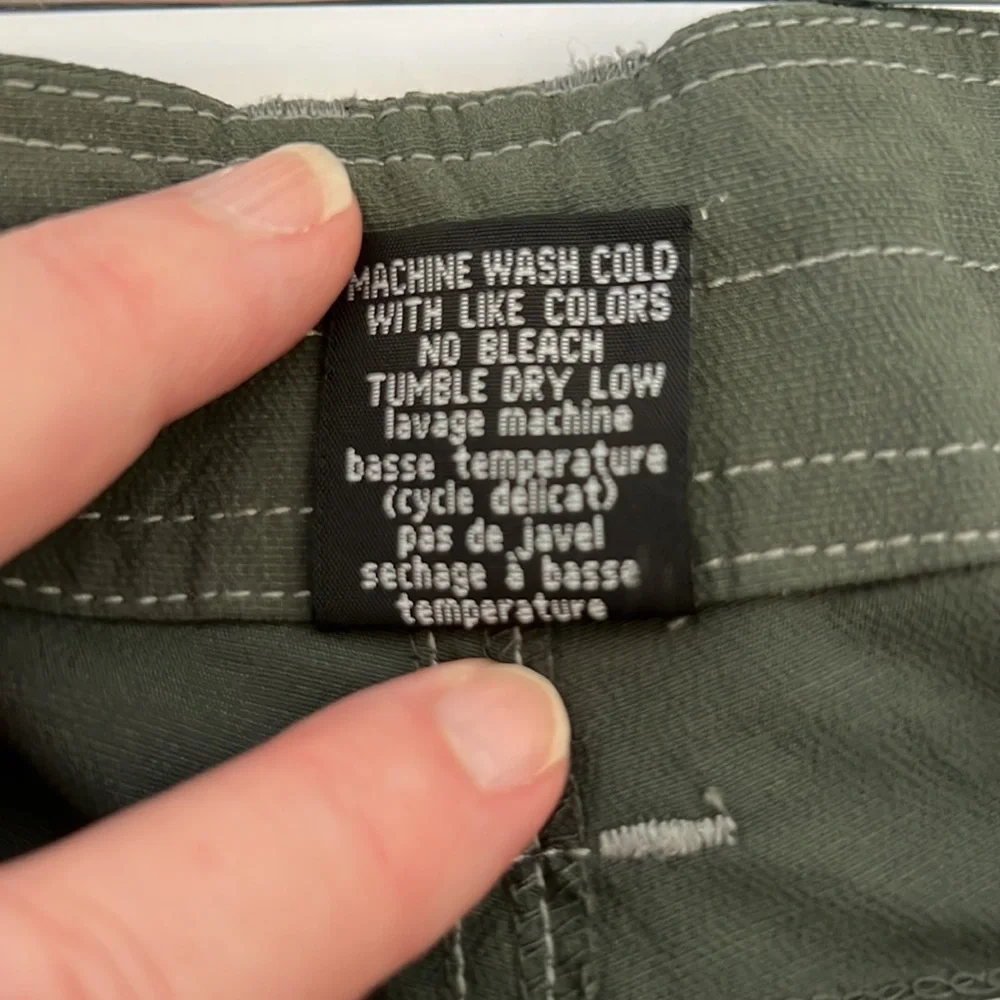 MACHINE WASH COLD
WITH LIKE COLORS
NO BLEACH
TUMBLE DRY LOW
lavage machine
basse temperature
(cycle delicat)
pas de javel
sechage à basse
temperature